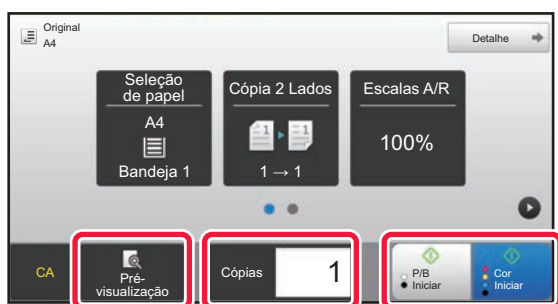 Original
A4
Detalhe
Seleção
de papel
A4
Bandeja 1
Cópia 2 Lados
1 → 1
Escalas A/R
100%
CA
Pré-
visualização
Cópias
1
P/B
Iniciar
Cor
Iniciar